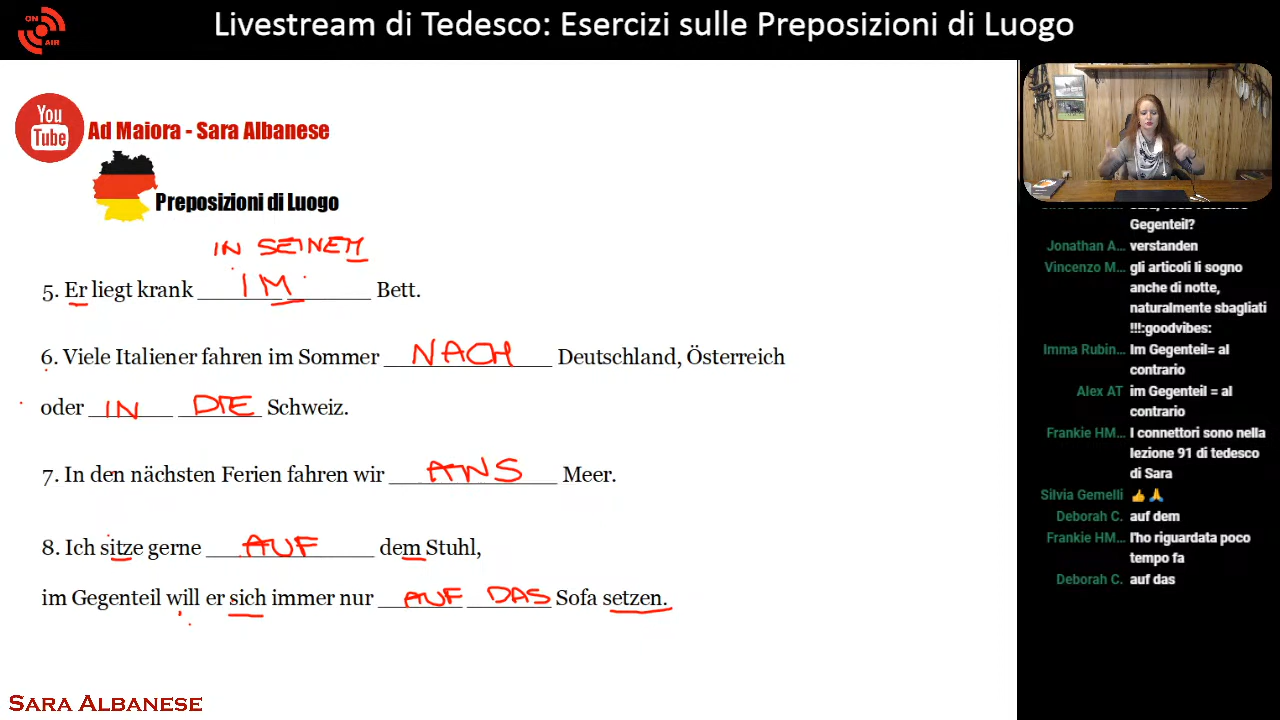 Livestream di Tedesco: Esercizi sulle Preposizioni di Luogo
ON
AIR
You
Tube
Ad Maiora - Sara Albanese
Preposizioni di Luogo
IN SEINEM
5. Er liegt krank IM Bett.
6. Viele Italiener fahren im Sommer NACH Deutschland, Österreich
oder IN DIE Schweiz.
7. In den nächsten Ferien fahren wir ANS Meer.
8. Ich sitze gerne AUF dem Stuhl,
im Gegenteil will er sich immer nur AUF DAS Sofa setzen.
SARA ALBANESE
Gegenteil?
Jonathan A... verstanden
Vincenzo M... gli articoli li sogno
anche di notte,
naturalmente sbagliati
!!!:goodvibes:
Imma Rubin... Im Gegenteil= al
contrario
Alex AT im Gegenteil = al
contrario
Frankie HM... I connettori sono nella
lezione 91 di tedesco
di Sara
Silvia Gemelli 👍🙏
Deborah C. auf dem
Frankie HM... l'ho riguardata poco
tempo fa
Deborah C. auf das